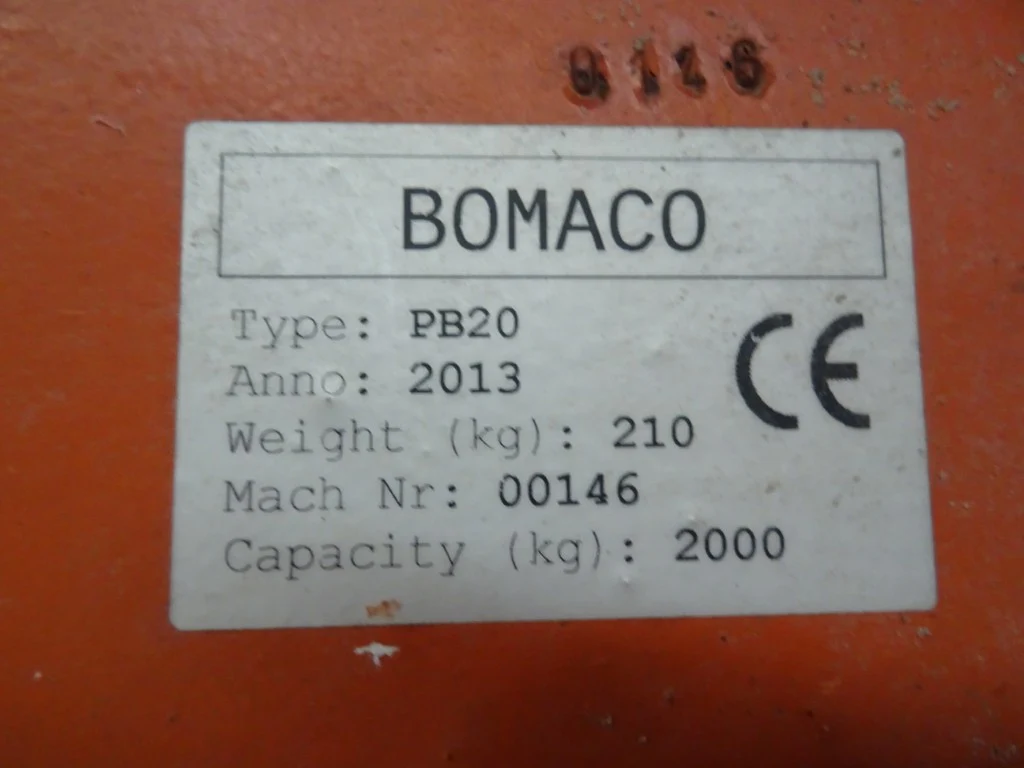 BOMACO
Type: PB20
Anno: 2013
CE
Weight (kg): 210
Mach Nr: 00146
Capacity (kg): 2000